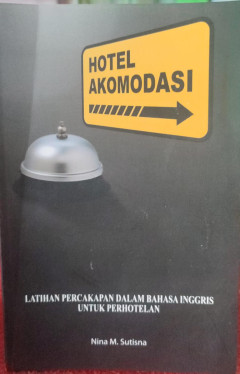 HOTEL
AKOMODASI
LATIHAN PERCAKAPAN DALAM BAHASA INGGRIS
UNTUK PERHOTELAN
Nina M. Sutisna